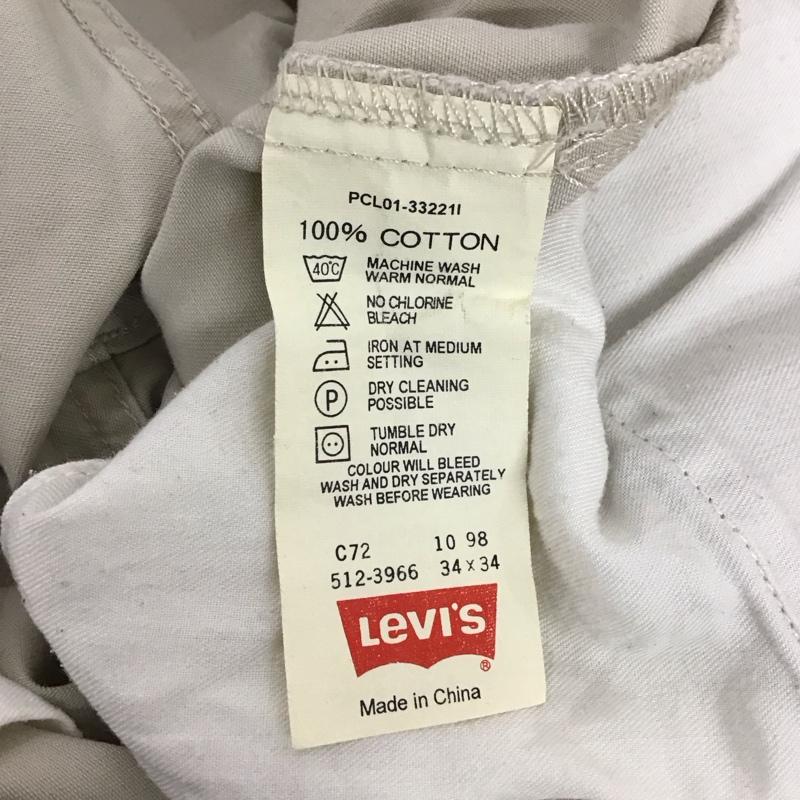 PCL01-33221I
100% COTTON
40°C MACHINE WASH
WARM NORMAL
NO CHLORINE
BLEACH
IRON AT MEDIUM
SETTING
P DRY CLEANING
POSSIBLE
TUMBLE DRY
NORMAL
COLOUR WILL BLEED
WASH AND DRY SEPARATELY
WASH BEFORE WEARING
C72 10 98
512-3966 34 x 34
LEVI'S ®
Made in China